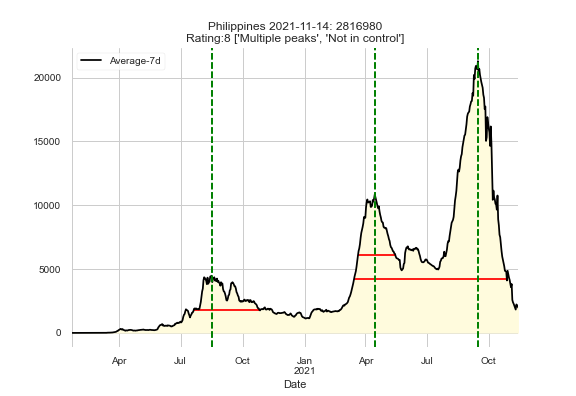 Philippines 2021-11-14: 2816980
Rating:8 ['Multiple peaks', 'Not in control']
Average-7d
20000
15000
10000
5000
0
Apr
Jul
Oct
Jan
2021
Apr
Jul
Oct
Date